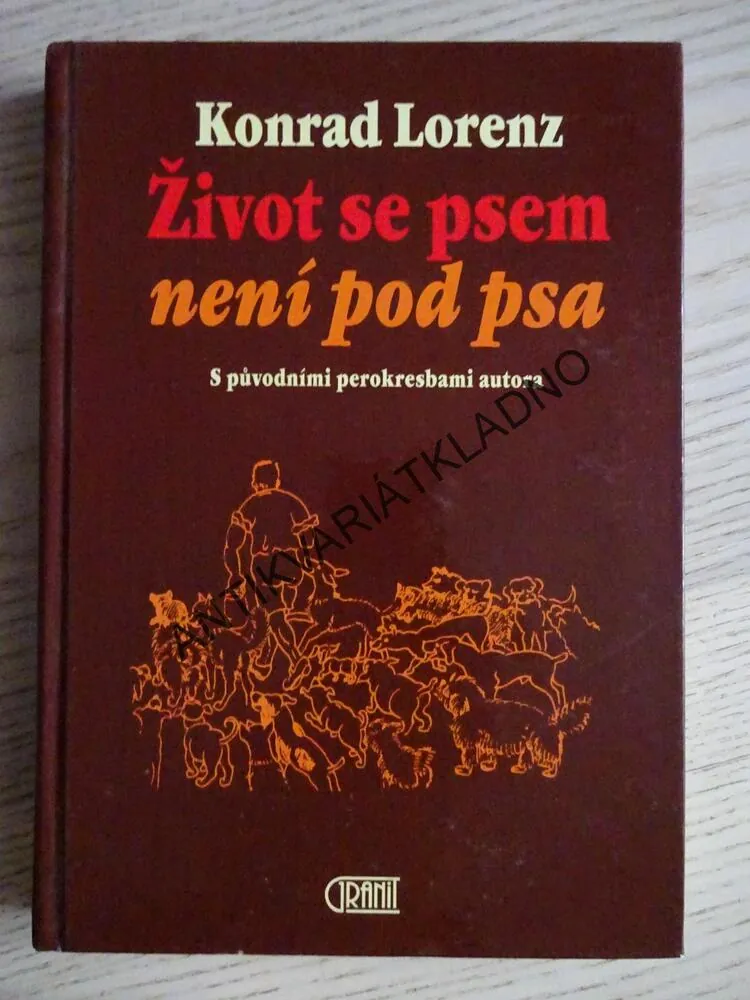 Konrad Lorenz
Život se psem
není pod psa
S původními perokresbami autora
ANTIKVARIÁTKLADNO
GRANIT